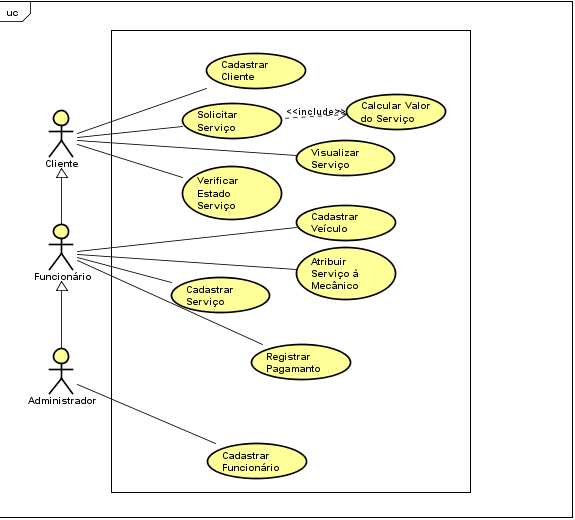 uc
Cadastrar
Cliente
Solicitar
Serviço
<<include>>
Calcular Valor
do Serviço
Cliente
Visualizar
Serviço
Verificar
Estado
Serviço
Cadastrar
Veículo
Funcionário
Atribuir
Serviço à
Mecânico
Cadastrar
Serviço
Registrar
Pagamanto
Administrador
Cadastrar
Funcionário